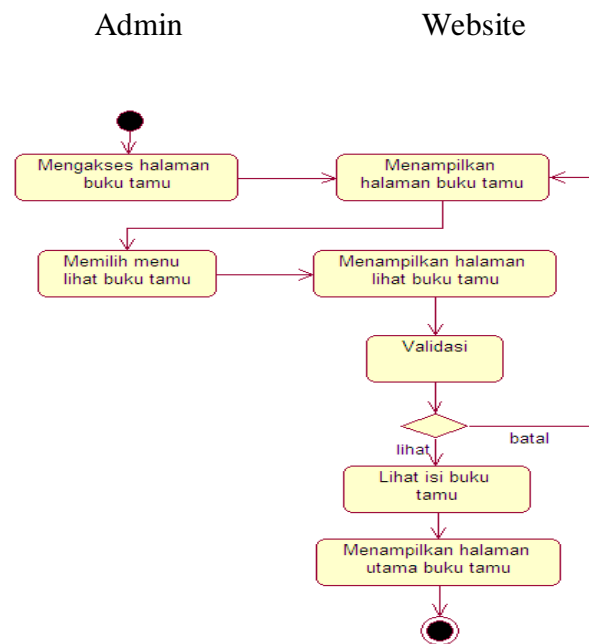 Admin
Website
Mengakses halaman
buku tamu
Menampilkan
halaman buku tamu
Memilih menu
lihat buku tamu
Menampilkan halaman
lihat buku tamu
Validasi
batal
lihat
Lihat isi buku
tamu
Menampilkan halaman
utama buku tamu